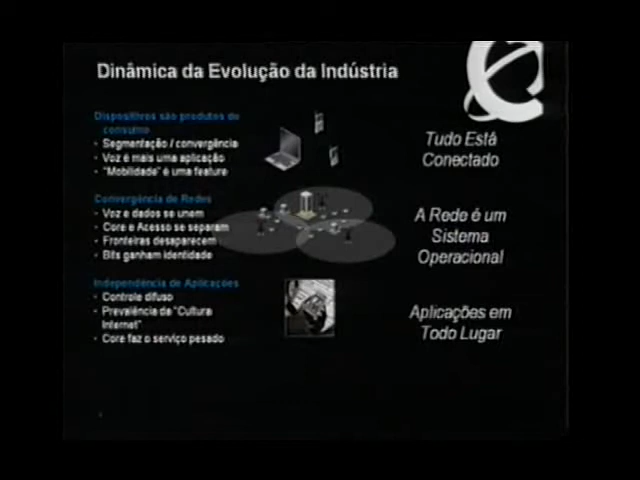 Dinâmica da Evolução da Indústria
Dispositivos são produtos de
consumo
• Segmentação / convergência
• Voz é mais uma aplicação
• "Mobilidade" é uma feature
Tudo Está
Conectado
Convergência de Redes
• Voz e dados se unem
• Core e Acesso se separam
• Fronteiras desaparecem
• Bits ganham identidade
A Rede é um
Sistema
Operacional
Independência de Aplicações
• Controle difuso
• Prevalência da "Cultura
Internet"
• Core faz o serviço pesado
Aplicações em
Todo Lugar